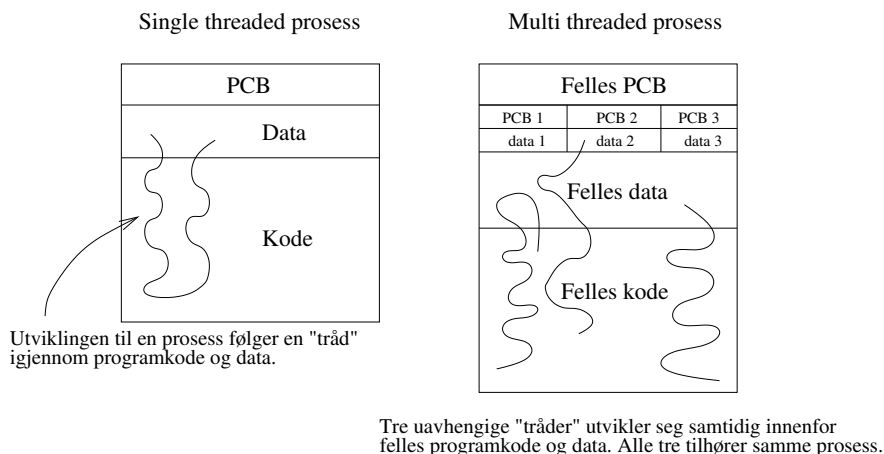 Single threaded prosess
Multi threaded prosess
PCB
Data
Kode
Utviklingen til en prosess følger en "tråd"
igjennom programkode og data.
Felles PCB
PCB 1 PCB 2 PCB 3
data 1 data 2 data 3
Felles data
Felles kode
Tre uavhengige "tråder" utvikler seg samtidig innenfor
felles programkode og data. Alle tre tilhører samme prosess.